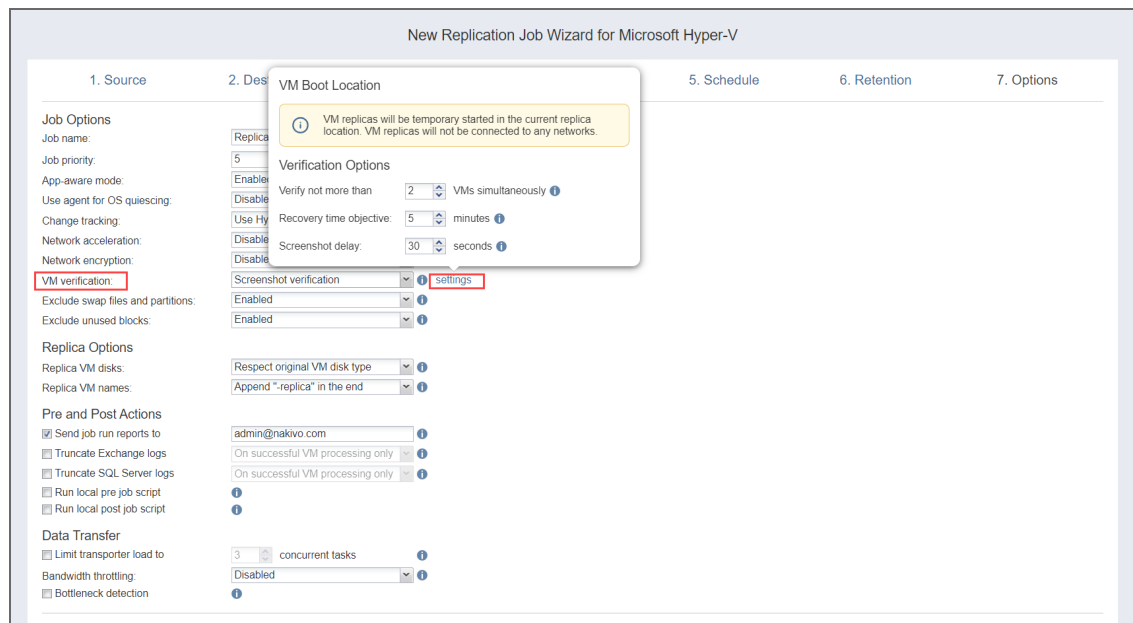 New Replication Job Wizard for Microsoft Hyper-V
1. Source
2. Des
5. Schedule
6. Retention
7. Options
VM Boot Location
VM replicas will be temporary started in the current replica
location. VM replicas will not be connected to any networks.
Verification Options
Verify not more than 2 VMs simultaneously
Recovery time objective: 5 minutes
Screenshot delay: 30 seconds
Job Options
Job name: Replica
Job priority: 5
App-aware mode: Enable
Use agent for OS quiescing: Disable
Change tracking: Use Hy
Network acceleration: Disable
Network encryption: Disable
VM verification: Screenshot verification settings
Exclude swap files and partitions: Enabled
Exclude unused blocks: Enabled
Replica Options
Replica VM disks: Respect original VM disk type
Replica VM names: Append "-replica" in the end
Pre and Post Actions
Send job run reports to admin@nakivo.com
Truncate Exchange logs On successful VM processing only
Truncate SQL Server logs On successful VM processing only
Run local pre job script
Run local post job script
Data Transfer
Limit transporter load to 3 concurrent tasks
Bandwidth throttling: Disabled
Bottleneck detection